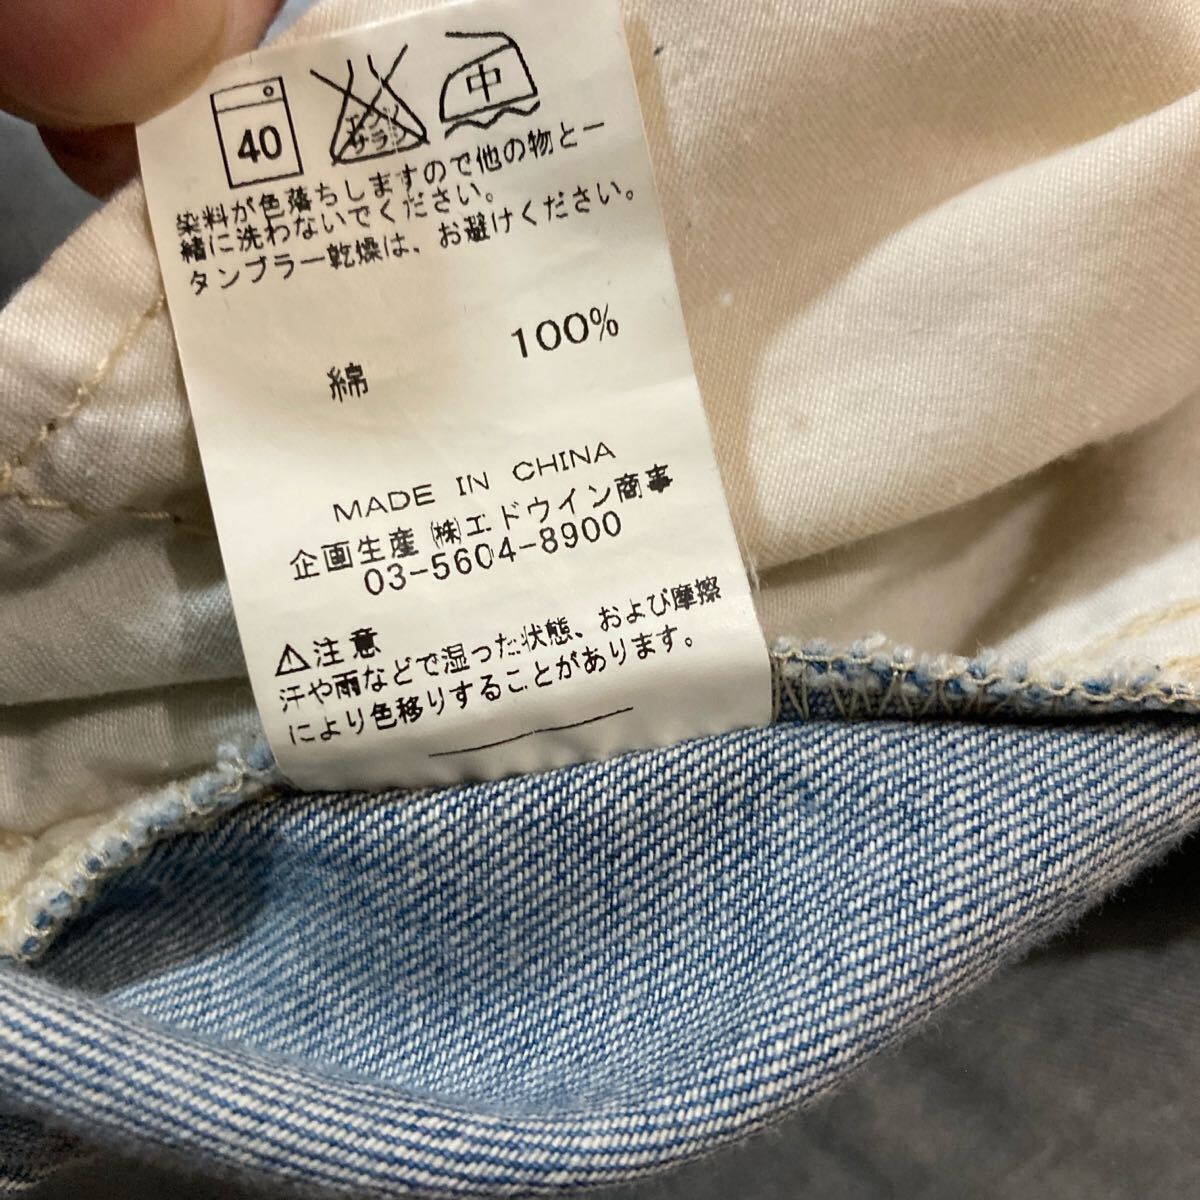 40
エンソ
サラシ
中
染料が色落ちしますので他の物と一
緒に洗わないでください。
タンブラー乾燥は、お避けください。
綿 100%
MADE IN CHINA
企画生産 ㈱エドウイン商事
03-5604-8900
⚠注意
汗や雨などで湿った状態、および摩擦
により色移りすることがあります。